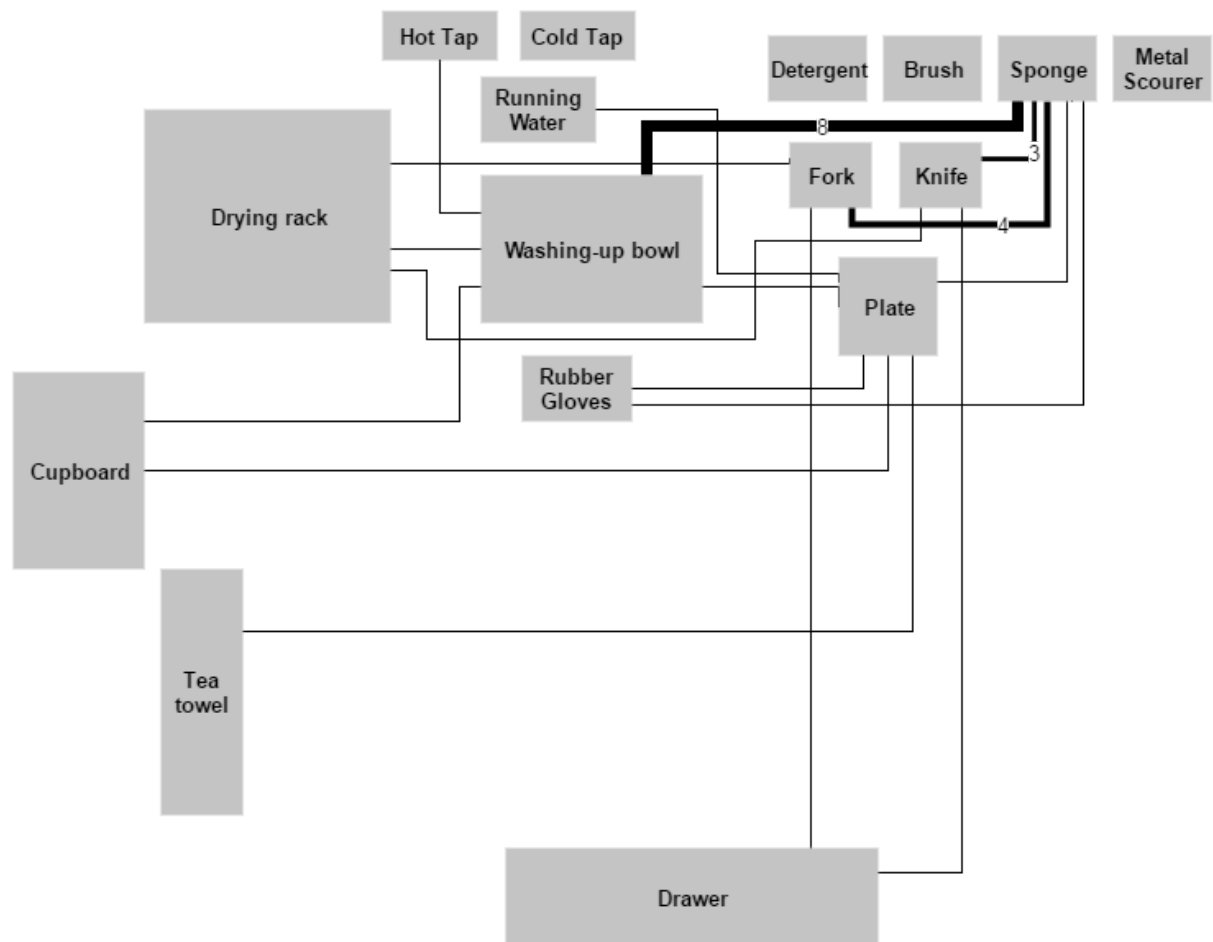 Hot Tap
Cold Tap
Detergent
Brush
Sponge
Metal
Scourer
Running
Water
8
3
Fork
Knife
Drying rack
4
Washing-up bowl
Plate
Rubber
Gloves
Cupboard
Tea
towel
Drawer